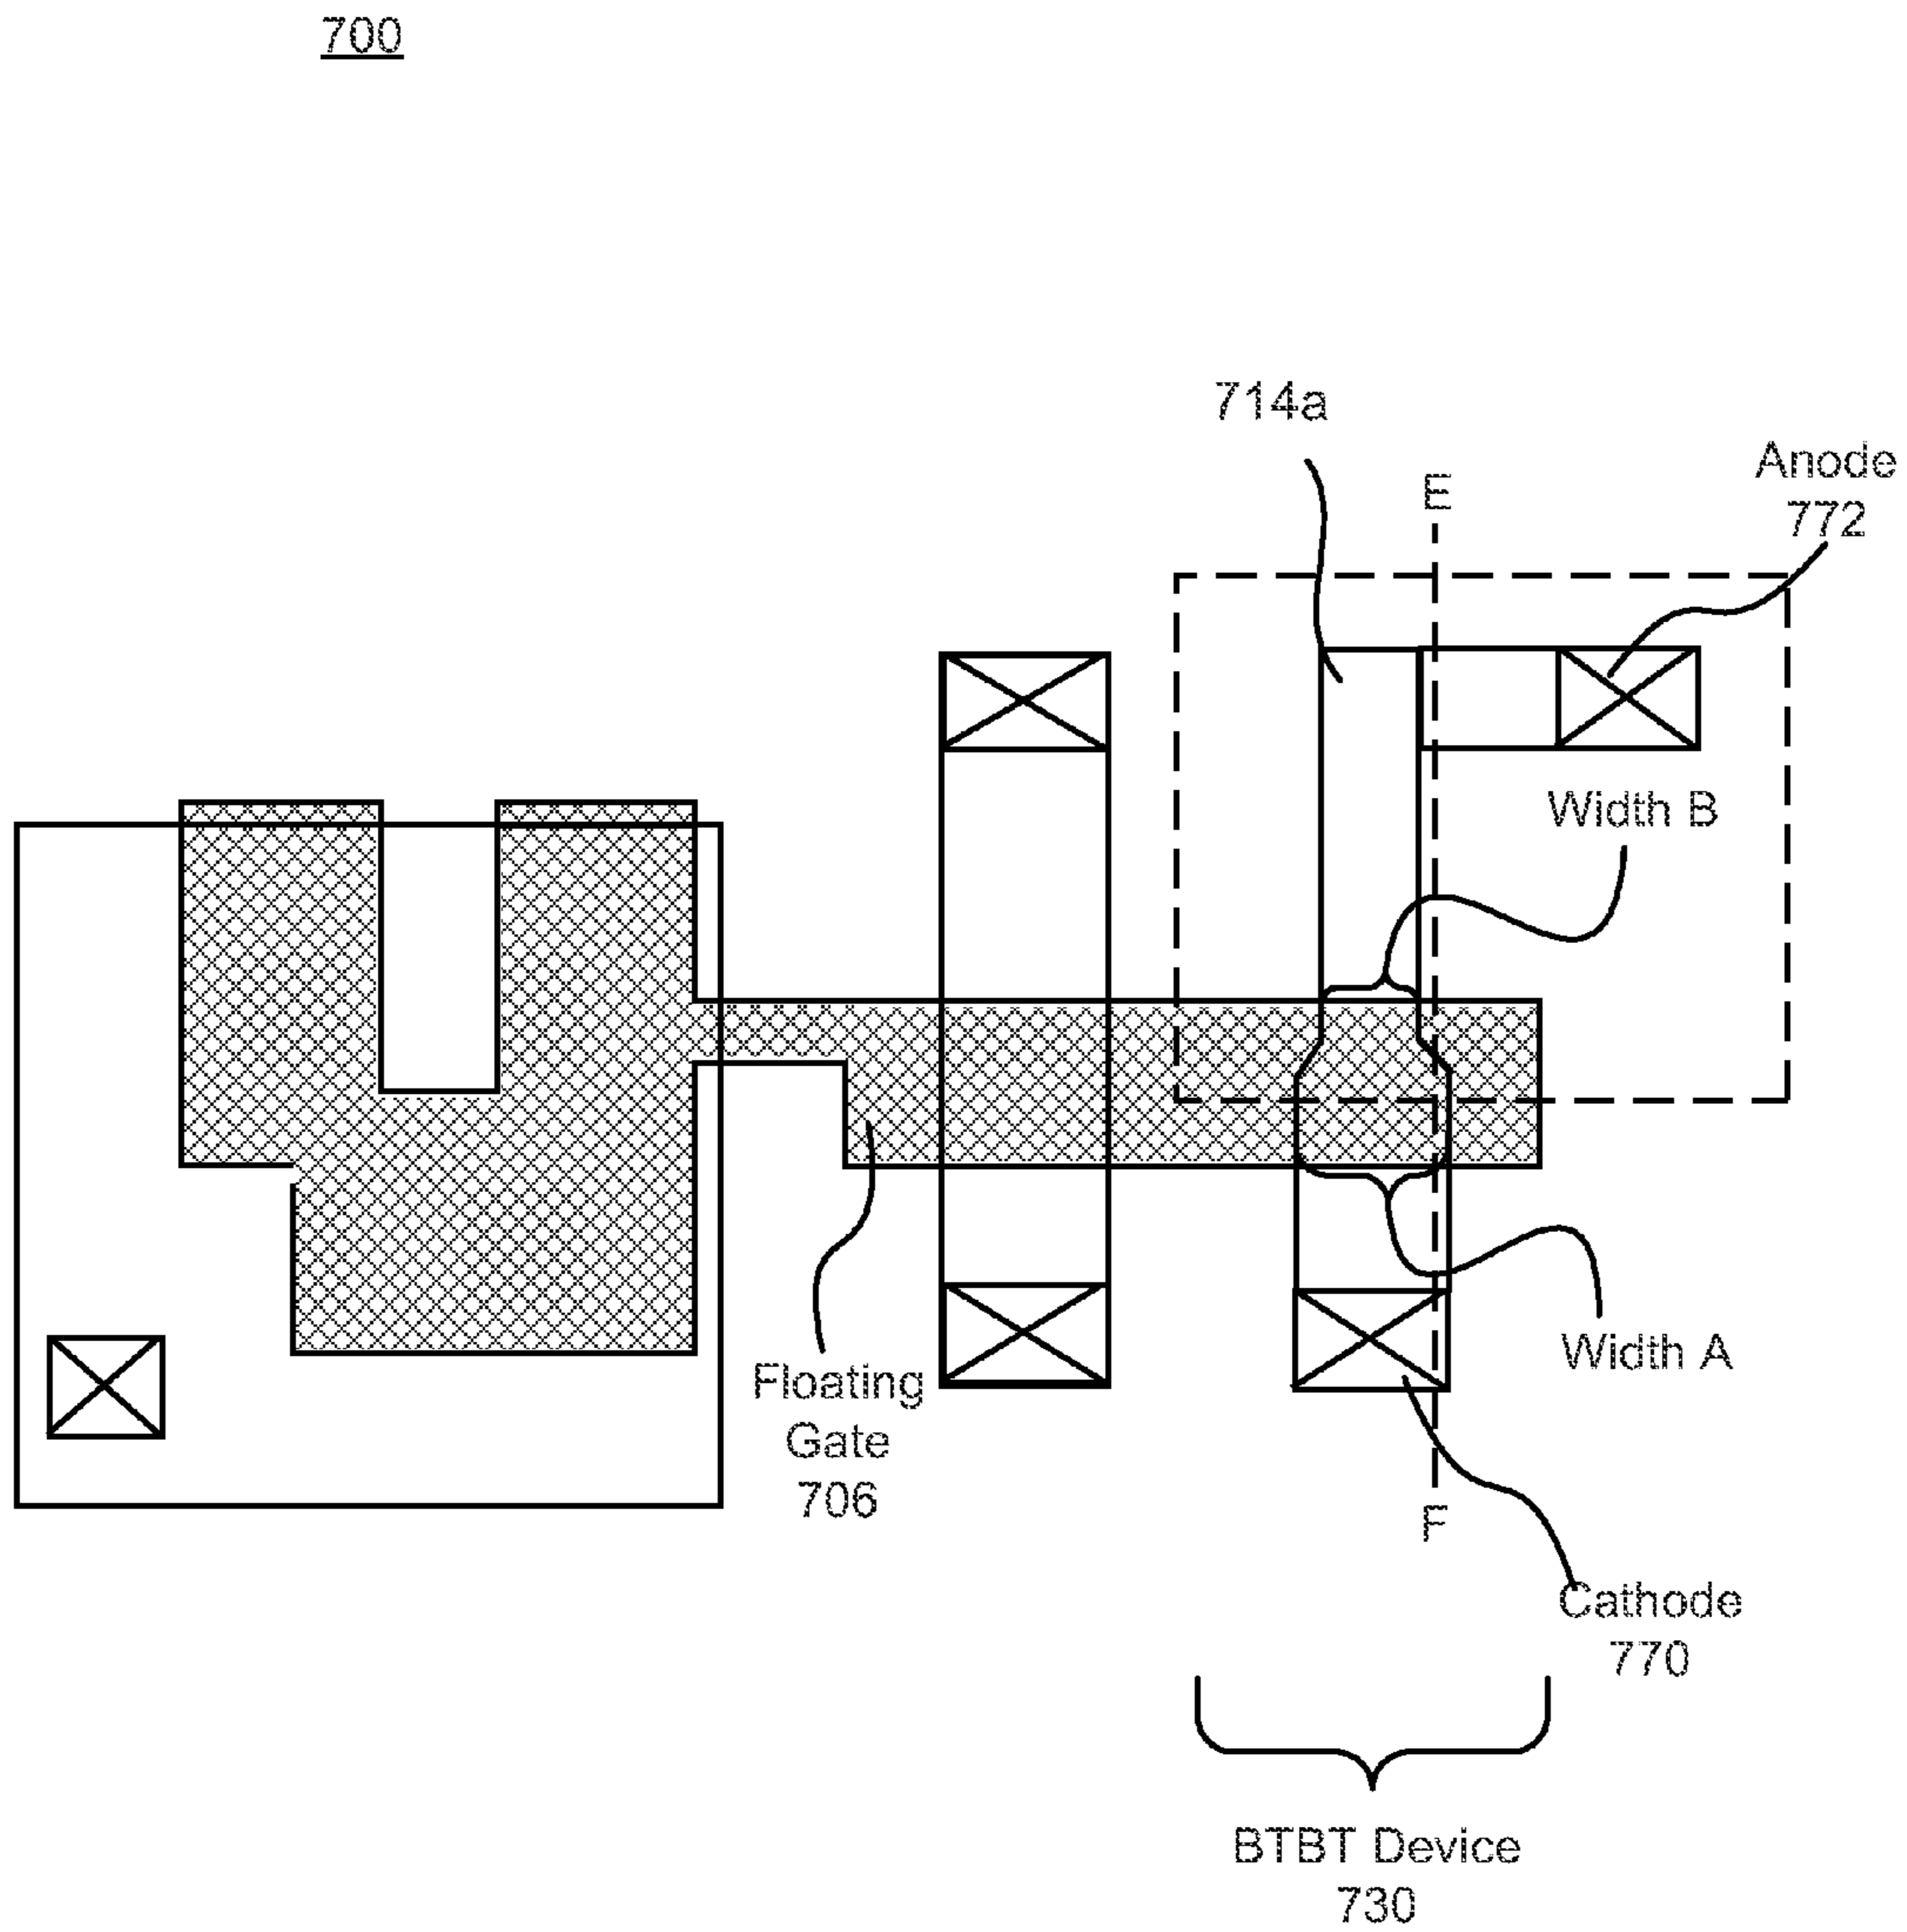 700
714a
E
Anode
772
Width B
Width A
Floating
Gate
706
F
Cathode
770
BTBT Device
730